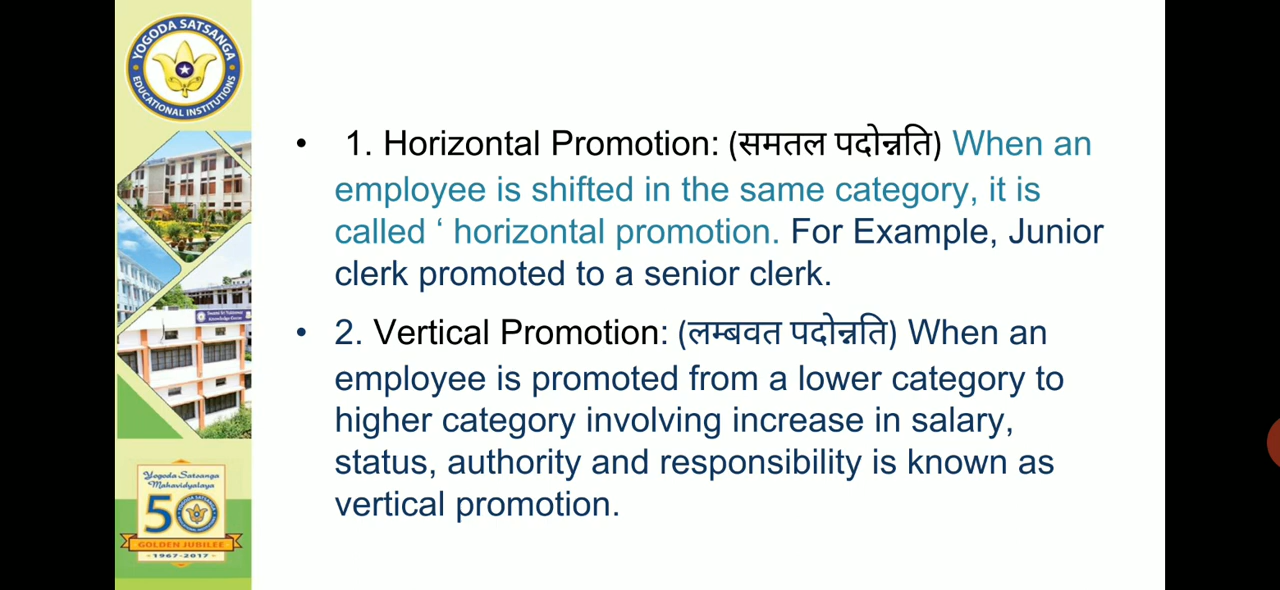 YOGODA SATSANGA
EDUCATIONAL INSTITUTIONS
• 1. Horizontal Promotion: (समतल पदोन्नति) When an
employee is shifted in the same category, it is
called ‘ horizontal promotion. For Example, Junior
clerk promoted to a senior clerk.
• 2. Vertical Promotion: (लम्बवत पदोन्नति) When an
employee is promoted from a lower category to
higher category involving increase in salary,
status, authority and responsibility is known as
vertical promotion.
Yogoda Satsanga
Mahavidyalaya
50
GOLDEN JUBILEE
1967-2017